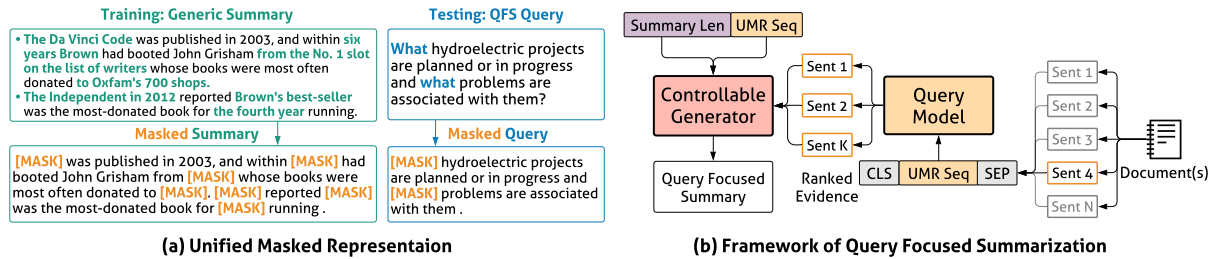 Training: Generic Summary
• The Da Vinci Code was published in 2003, and within six
years Brown had booted John Grisham from the No. 1 slot
on the list of writers whose books were most often
donated to Oxfam's 700 shops.
• The Independent in 2012 reported Brown's best-seller
was the most-donated book for the fourth year running.
Masked Summary
[MASK] was published in 2003, and within [MASK] had
booted John Grisham from [MASK] whose books were
most often donated to [MASK]. [MASK] reported [MASK]
was the most-donated book for [MASK] running .
Testing: QFS Query
What hydroelectric projects
are planned or in progress
and what problems are
associated with them?
Masked Query
[MASK] hydroelectric projects
are planned or in progress and
[MASK] problems are associated
with them .
(a) Unified Masked Representaion
Summary Len
UMR Seq
Controllable
Generator
Query Focused
Summary
Sent 1
Sent 2
Sent K
Ranked
Evidence
Query
Model
CLS
UMR Seq
SEP
Sent 1
Sent 2
Sent 3
Sent 4
Sent N
Document(s)
(b) Framework of Query Focused Summarization